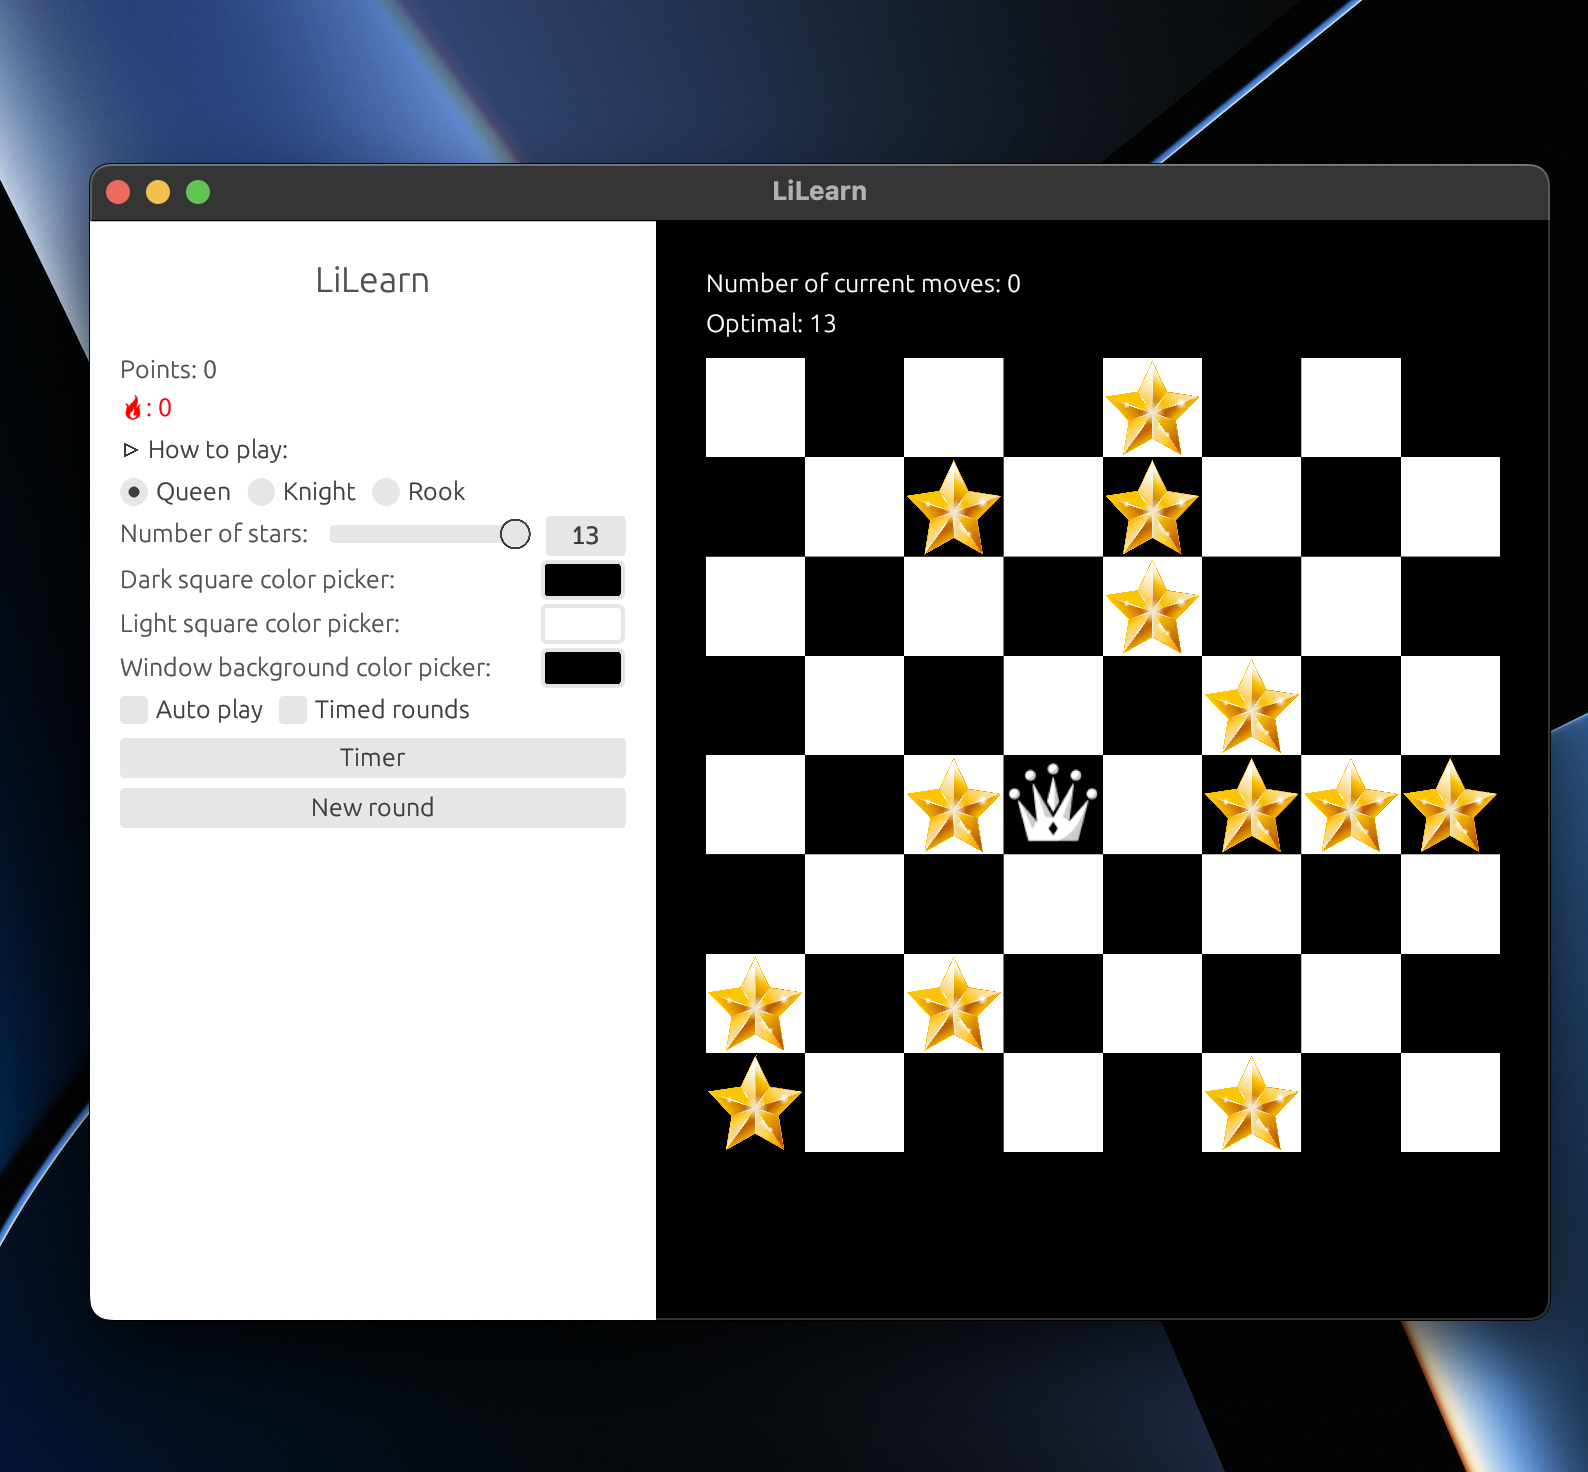 LiLearn
LiLearn
Points: 0
🔥: 0
▷ How to play:
Queen Knight Rook
Number of stars: 13
Dark square color picker:
Light square color picker:
Window background color picker:
Auto play Timed rounds
Timer
New round
Number of current moves: 0
Optimal: 13